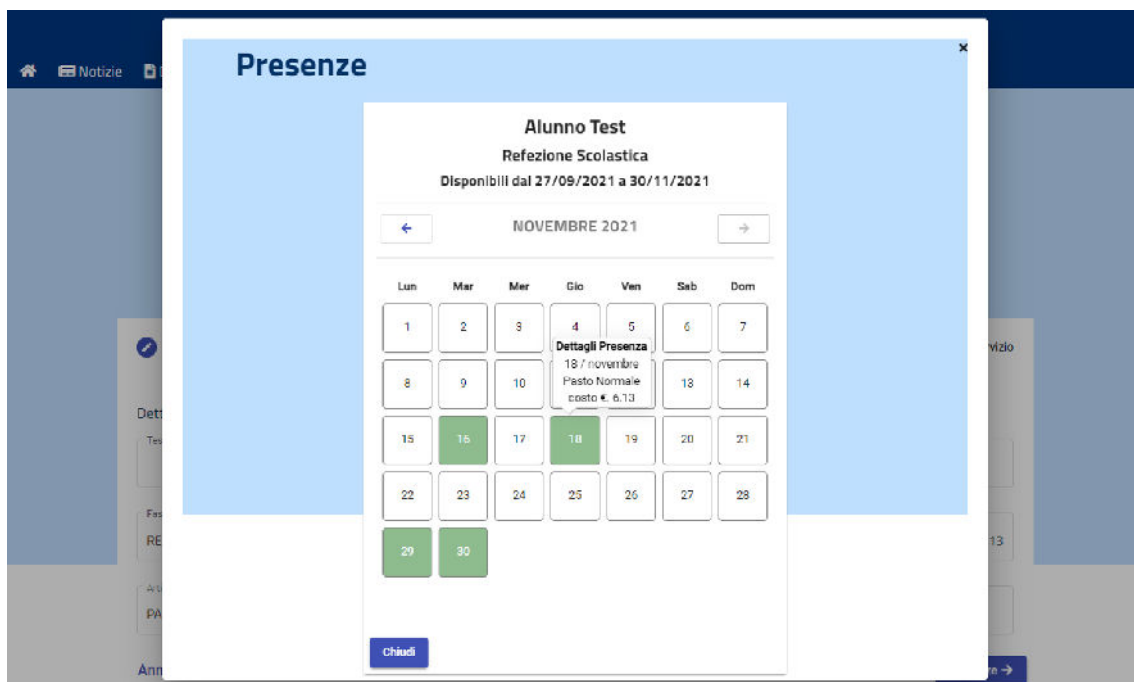 Notizie
Presenze
×
Alunno Test
Refezione Scolastica
Disponibili dal 27/09/2021 a 30/11/2021
NOVEMBRE 2021
Lun Mar Mer Gio Ven Sab Dom
1 2 3 4 5 6 7
Dettagli Presenza
18 / novembre
Pasto Normale
costo €. 6.13
8 9 10 13 14
15 16 17 18 19 20 21
22 23 24 25 26 27 28
29 30
Chiudi
vizio
Dett
Tes
Fas
RE
13
PA
Ann